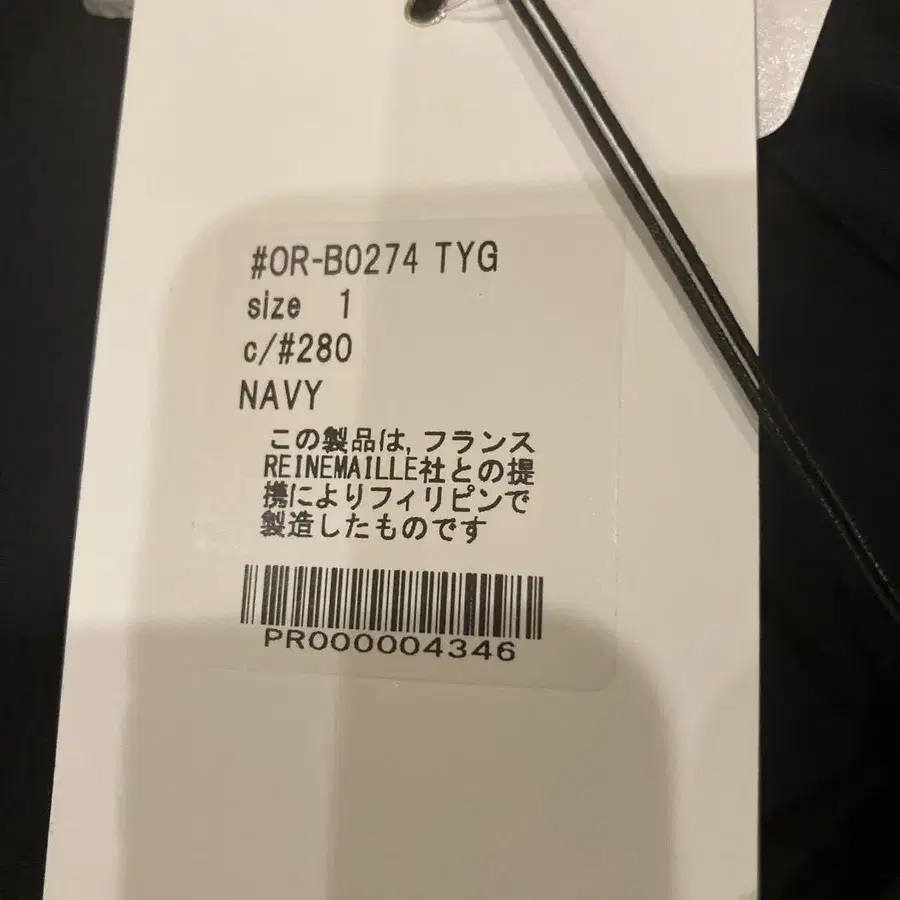 #OR-B0274 TYG
size 1
c/#280
NAVY
この製品は,フランス
REINEMAILLE社との提
携によりフィリピンで
製造したものです
PR000004346